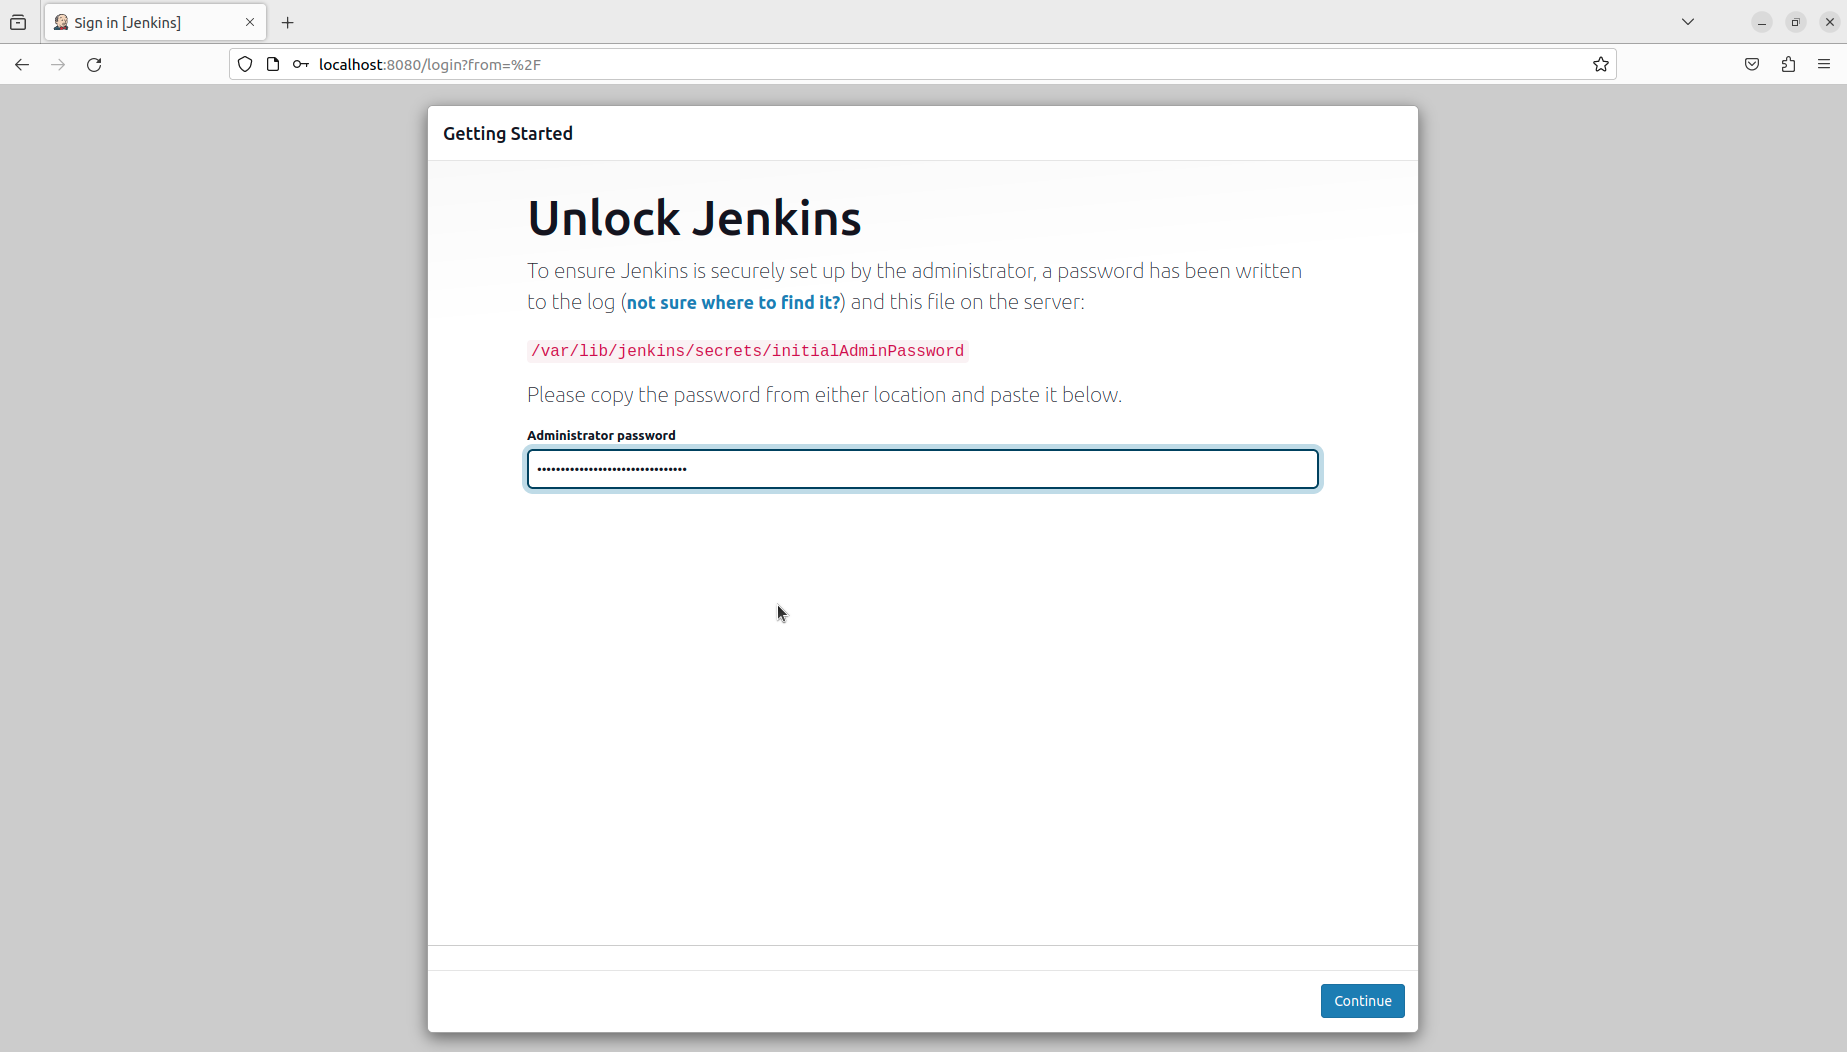 Sign in [Jenkins]
localhost:8080/login?from=%2F
Getting Started
Unlock Jenkins
To ensure Jenkins is securely set up by the administrator, a password has been written
to the log (not sure where to find it?) and this file on the server:
/var/lib/jenkins/secrets/initialAdminPassword
Please copy the password from either location and paste it below.
Administrator password
••••••••••••••••••••••••••••••••
Continue